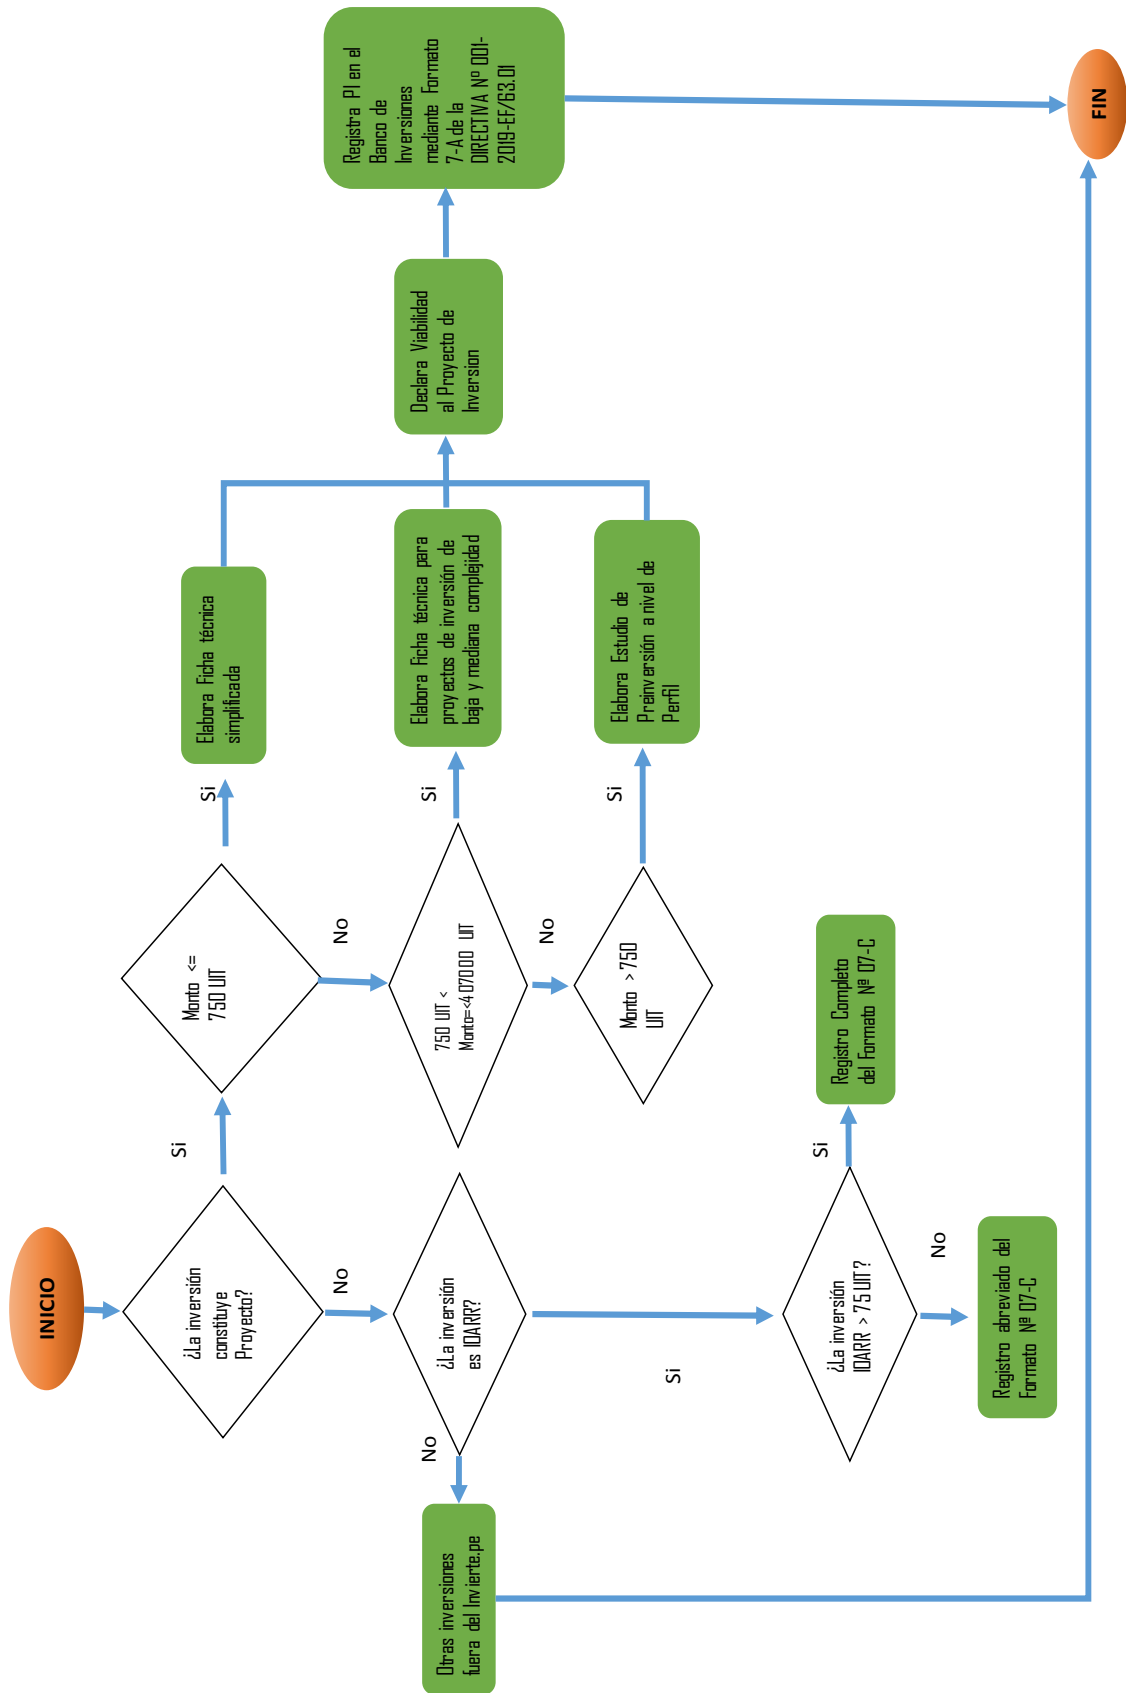 INICIO
¿La inversión
constituye
Proyecto?
Si
No
Monto <=
750 UIT
Si
No
Elabora Ficha técnica
simplificada
750 UIT <
Monto=<407000 UIT
Si
No
Elabora Ficha técnica para
proyectos de inversión de
baja y mediana complejidad
Monto > 750
UIT
Si
Elabora Estudio de
Preinversión a nivel de
Perfil
Declara Viabilidad
al Proyecto de
Inversion
Registra PI en el
Banco de
Inversiones
mediante Formato
7-A de la
DIRECTIVA Nº 001-
2019-EF/63.01
¿La inversión
es IOARR?
No
Si
Otras inversiones
fuera del Invierte.pe
¿La inversión
IOARR > 75 UIT?
Si
No
Registro Completo
del Formato Nª 07-C
Registro abreviado del
Formato Nª 07-C
FIN